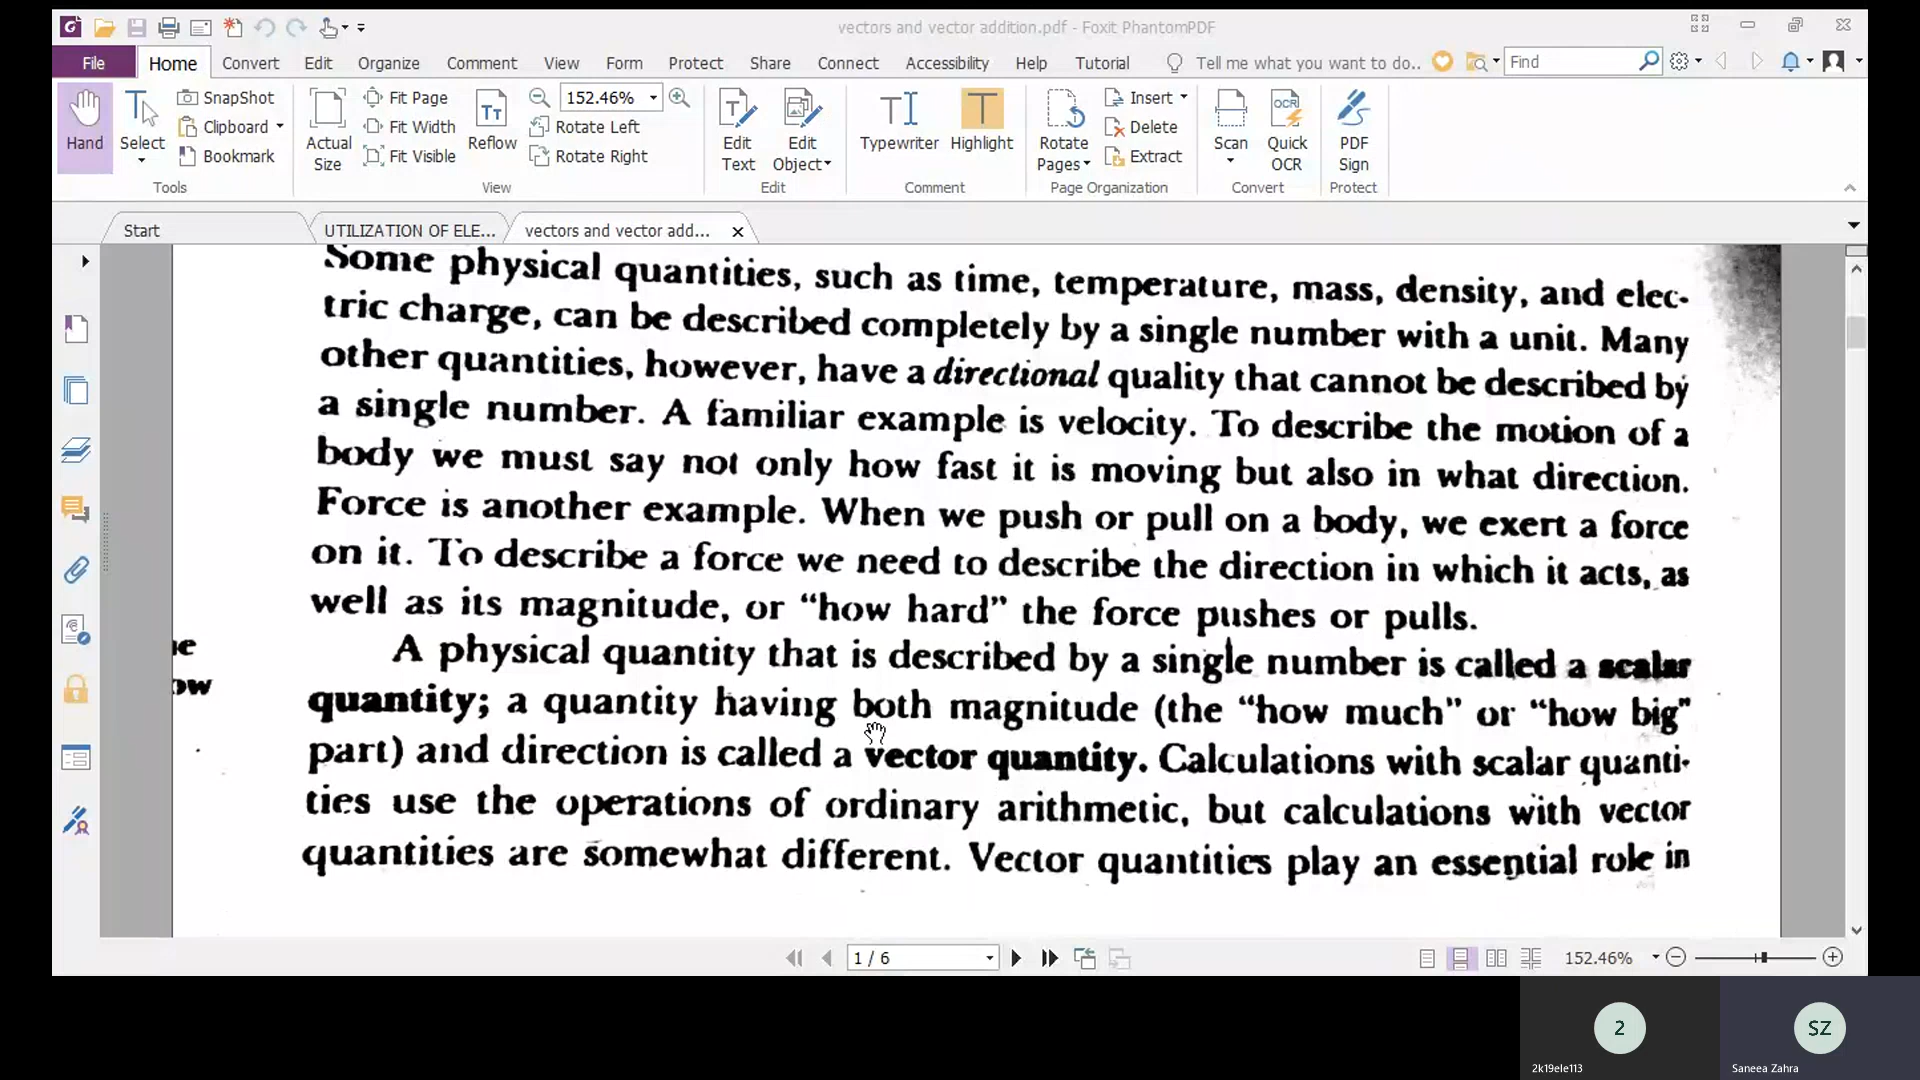 vectors and vector addition.pdf - Foxit PhantomPDF
File Home Convert Edit Organize Comment View Form Protect Share Connect Accessibility Help Tutorial Tell me what you want to do.. Find
Hand
Select
SnapShot
Clipboard
Bookmark
Tools
Actual Size
Fit Page
Fit Width
Fit Visible
Reflow
152.46%
Rotate Left
Rotate Right
View
Edit Text
Edit Object
Edit
Typewriter
Highlight
Comment
Rotate Pages
Insert
Delete
Extract
Page Organization
Scan
Quick OCR
Convert
PDF Sign
Protect
Start UTILIZATION OF ELE... vectors and vector add...
Some physical quantities, such as time, temperature, mass, density, and elec-
tric charge, can be described completely by a single number with a unit. Many
other quantities, however, have a directional quality that cannot be described by
a single number. A familiar example is velocity. To describe the motion of a
body we must say not only how fast it is moving but also in what direction.
Force is another example. When we push or pull on a body, we exert a force
on it. To describe a force we need to describe the direction in which it acts, as
well as its magnitude, or “how hard” the force pushes or pulls.
A physical quantity that is described by a single number is called a scalar
quantity; a quantity having both magnitude (the “how much” or “how big”
part) and direction is called a vector quantity. Calculations with scalar quanti-
ties use the operations of ordinary arithmetic, but calculations with vector
quantities are somewhat different. Vector quantities play an essential role in
1 / 6
152.46%
2
2k19ele113
SZ
Saneea Zahra